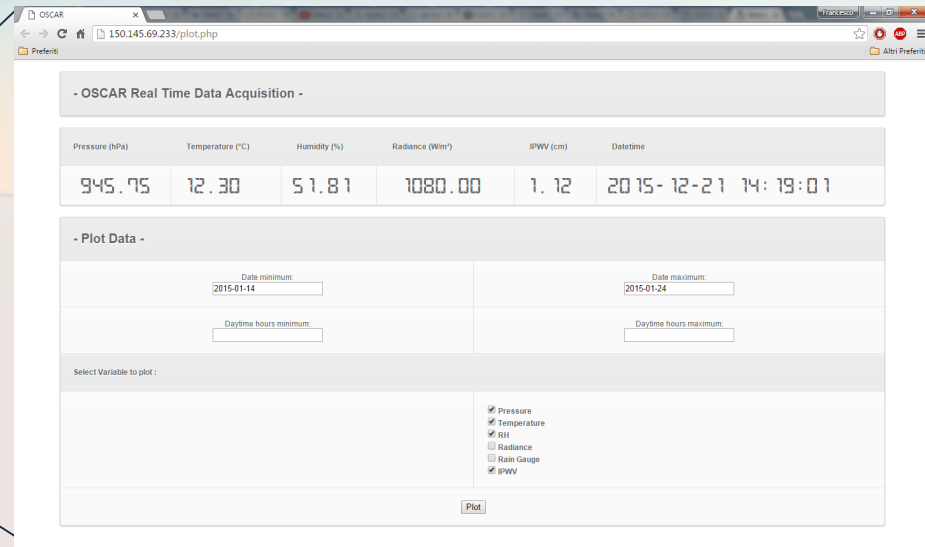 OSCAR
Francesco
150.145.69.233/plot.php
ABP
Preferiti
Altri Preferiti
- OSCAR Real Time Data Acquisition -
Pressure (hPa) Temperature (°C) Humidity (%) Radiance (W/m²) IPWV (cm) Datetime
945.75 12.30 51.81 1080.00 1.12 2015-12-21 14:19:01
- Plot Data -
Date minimum: Date maximum:
2015-01-14 2015-01-24
Daytime hours minimum: Daytime hours maximum:
Select Variable to plot :
Pressure
Temperature
RH
Radiance
Rain Gauge
IPWV
Plot